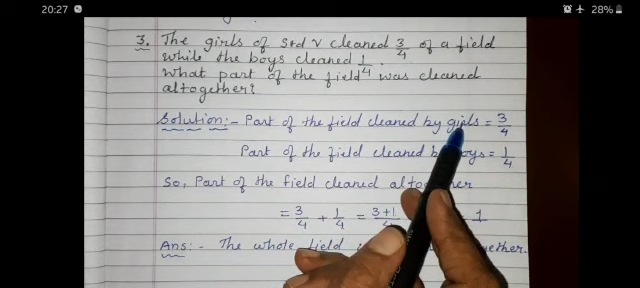 20:27 28%
3. The girls of Std V cleaned 3/4 of a field
while the boys cleaned 1/4.
What part of the field was cleaned
altogether?
Solution:- Part of the field cleaned by girls = 3/4
Part of the field cleaned boys = 1/4
So, Part of the field cleaned altogether
= 3/4 + 1/4 = 3+1/4 1
Ans:- The whole field